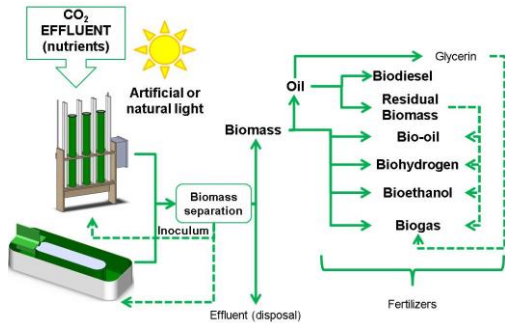 CO₂
EFFLUENT
(nutrients)
Artificial or
natural light
Biomass
separation
Inoculum
Effluent (disposal)
Biomass
Oil
Glycerin
Biodiesel
Residual
Biomass
Bio-oil
Biohydrogen
Bioethanol
Biogas
Fertilizers